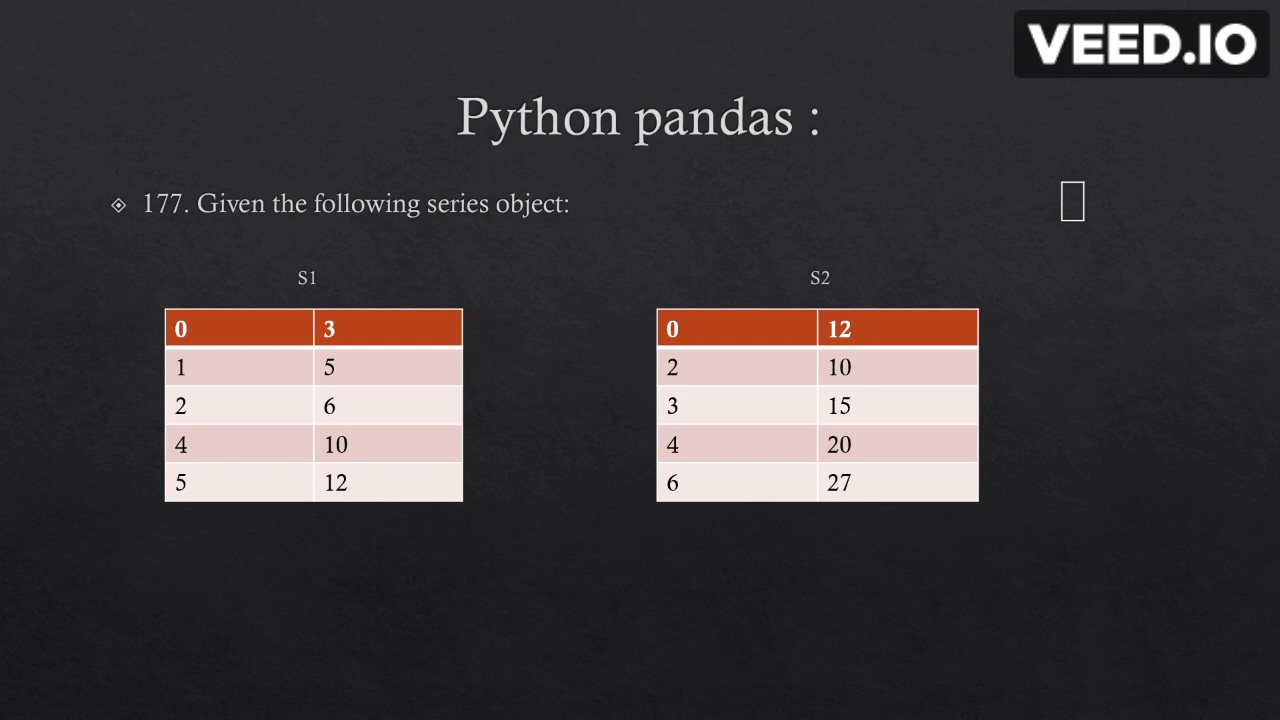 VEED.IO
Python pandas :
177. Given the following series object:
S1 S2
0 3 0 12
1 5 2 10
2 6 3 15
4 10 4 20
5 12 6 27